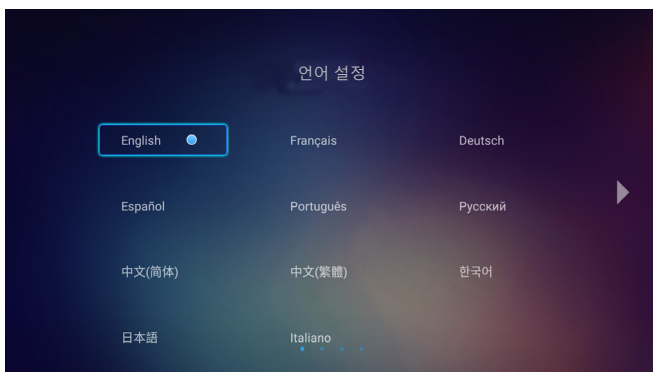 언어 설정
English Français Deutsch
Español Português Русский
中文(简体) 中文(繁體) 한국어
日本語 Italiano